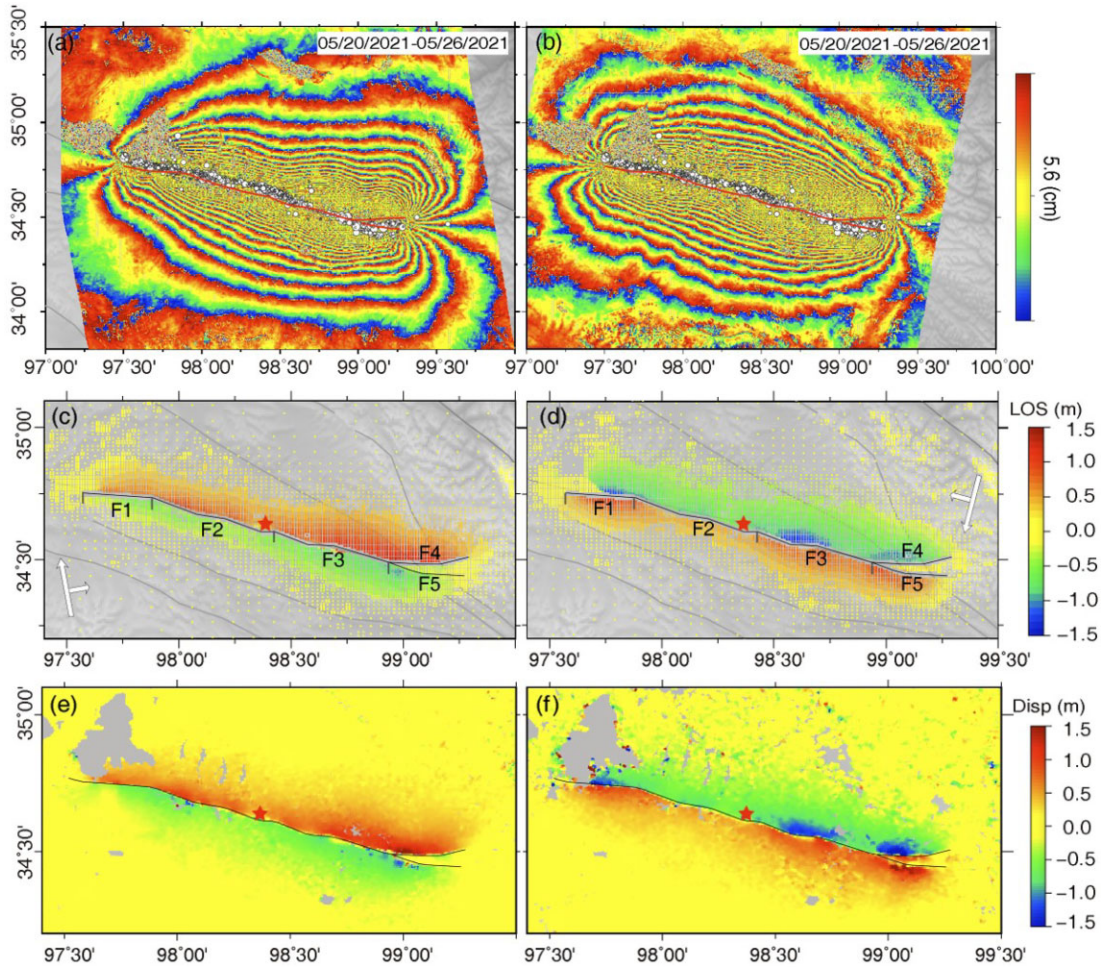 (a)
05/20/2021 -05/26/2021
(b)
05/20/2021 -05/26/2021
35°30'
35°00'
34°30'
34°00'
5.6 (cm)
97°00' 97°30' 98°00' 98°30' 99°00' 99°30'
97°30' 98°00' 98°30' 99°00' 99°30' 100°00'
(c)
(d)
LOS (m)
35°00'
34°30'
F1
F2
F3
F4
F5
F1
F2
F3
F4
F5
1.5
1.0
0.5
0.0
−0.5
−1.0
−1.5
97°30' 98°00' 98°30' 99°00'
97°30' 98°00' 98°30' 99°00' 99°30'
(e)
(f)
Disp (m)
35°00'
34°30'
1.5
1.0
0.5
0.0
−0.5
−1.0
−1.5
97°30' 98°00' 98°30' 99°00'
97°30' 98°00' 98°30' 99°00'